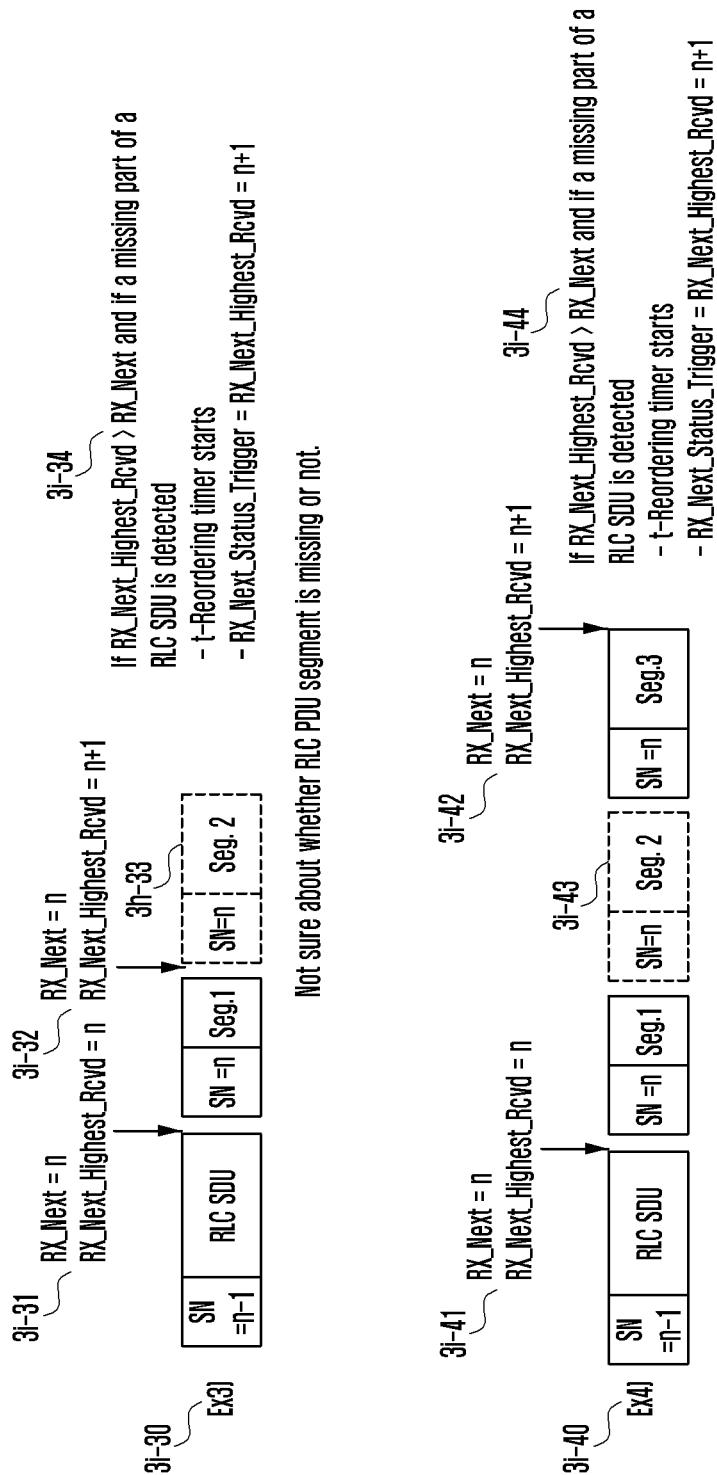 3i-30
Ex3)
3i-31
RX_Next = n
RX_Next_Highest_Rcvd = n
3i-32
RX_Next = n
RX_Next_Highest_Rcvd = n+1
SN
=n-1
RLC SDU
SN =n
Seg.1
3h-33
SN=n
Seg. 2
Not sure about whether RLC PDU segment is missing or not.
3i-34
If RX_Next_Highest_Rcvd > RX_Next and if a missing part of a
RLC SDU is detected
- t-Reordering timer starts
- RX_Next_Status_Trigger = RX_Next_Highest_Rcvd = n+1
3i-40
Ex4)
3i-41
RX_Next = n
RX_Next_Highest_Rcvd = n
3i-42
RX_Next = n
RX_Next_Highest_Rcvd = n+1
SN
=n-1
RLC SDU
SN =n
Seg.1
3i-43
SN=n
Seg. 2
SN =n
Seg.3
3i-44
If RX_Next_Highest_Rcvd > RX_Next and if a missing part of a
RLC SDU is detected
- t-Reordering timer starts
- RX_Next_Status_Trigger = RX_Next_Highest_Rcvd = n+1